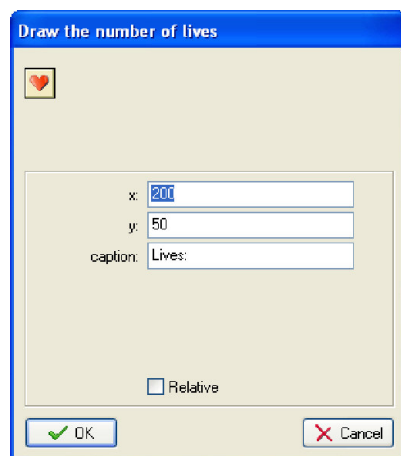 Draw the number of lives
x: 200
y: 50
caption: Lives:
Relative
OK Cancel